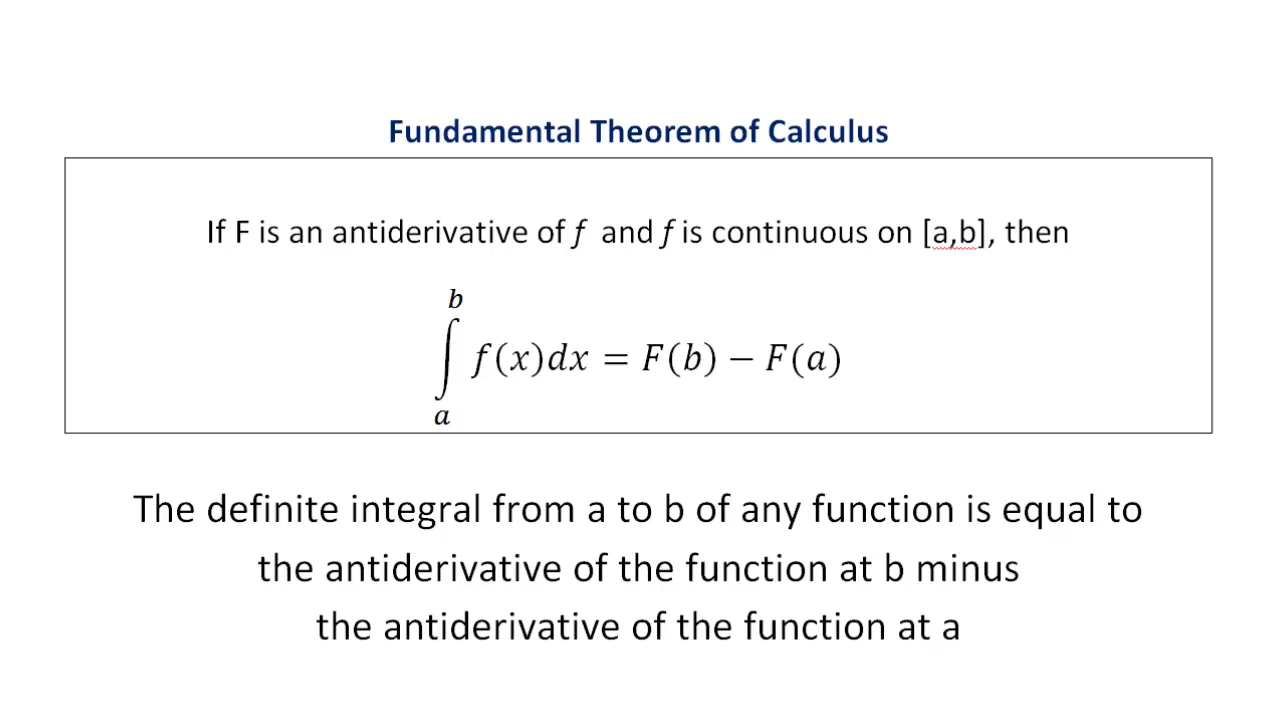 Fundamental Theorem of Calculus
If F is an antiderivative of f and f is continuous on [a,b], then
b
∫ f(x)dx = F(b) − F(a)
a
The definite integral from a to b of any function is equal to
the antiderivative of the function at b minus
the antiderivative of the function at a